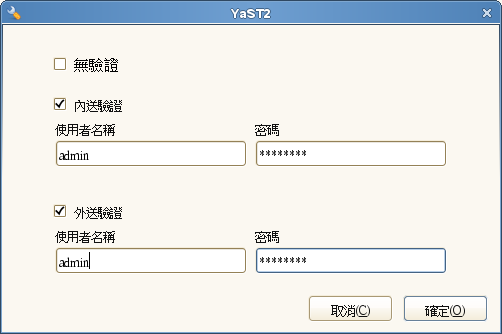 YaST2
無驗證
內送驗證
使用者名稱 密碼
admin ********
外送驗證
使用者名稱 密碼
admin ********
取消(C) 確定(O)